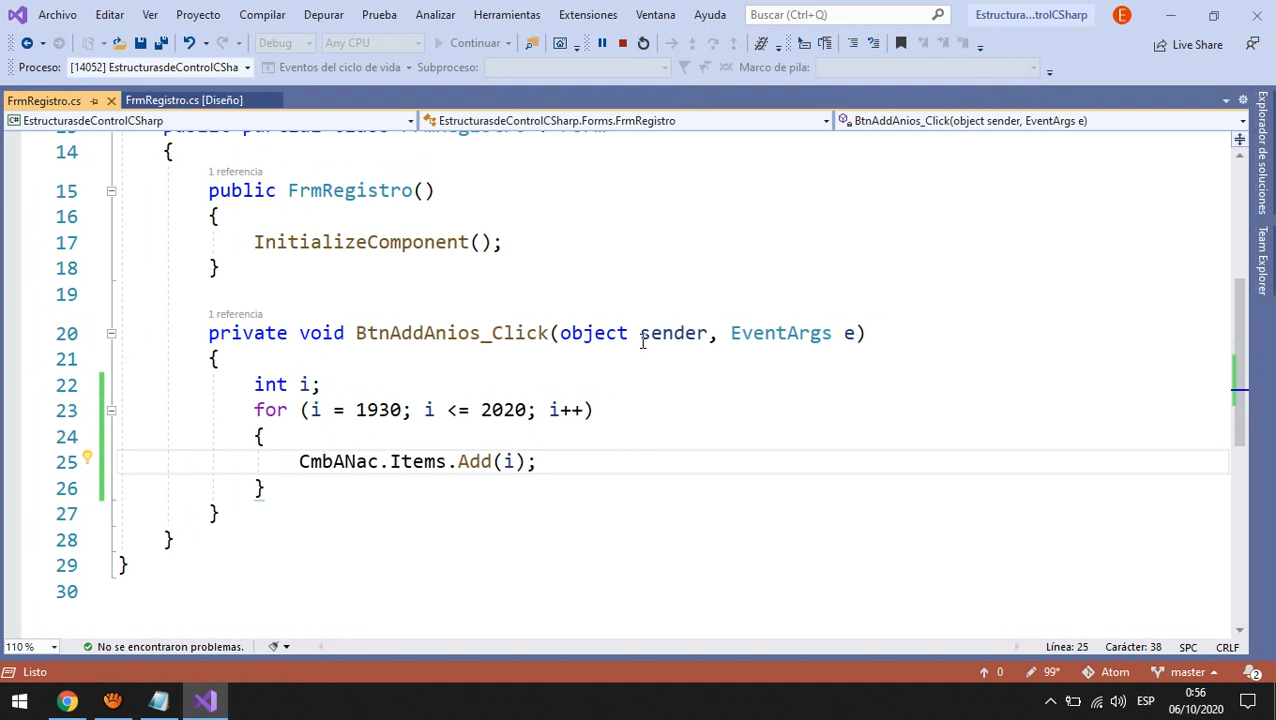 Archivo Editar Ver Proyecto Compilar Depurar Prueba Analizar Herramientas Extensiones Ventana Ayuda Buscar (Ctrl+Q) Estructura...trolCSharp E
Debug Any CPU Continuar Live Share
Proceso: [14052] EstructurasdeControlCSha Eventos del ciclo de vida Subproceso: Marco de pila:
FrmRegistro.cs FrmRegistro.cs [Diseño]
EstructurasdeControlCSharp EstructurasdeControlCSharp.Forms.FrmRegistro BtnAddAnios_Click(object sender, EventArgs e)
14 {
1 referencia
15 public FrmRegistro()
16 {
17 InitializeComponent();
18 }
19
1 referencia
20 private void BtnAddAnios_Click(object sender, EventArgs e)
21 {
22 int i;
23 for (i = 1930; i <= 2020; i++)
24 {
25 CmbANac.Items.Add(i);
26 }
27 }
28 }
29 }
30
Explorador de soluciones
Team Explorer
110 % No se encontraron problemas. Línea: 25 Carácter: 38 SPC CRLF
Listo 0 99* Atom master 2
ESP 0:56
06/10/2020